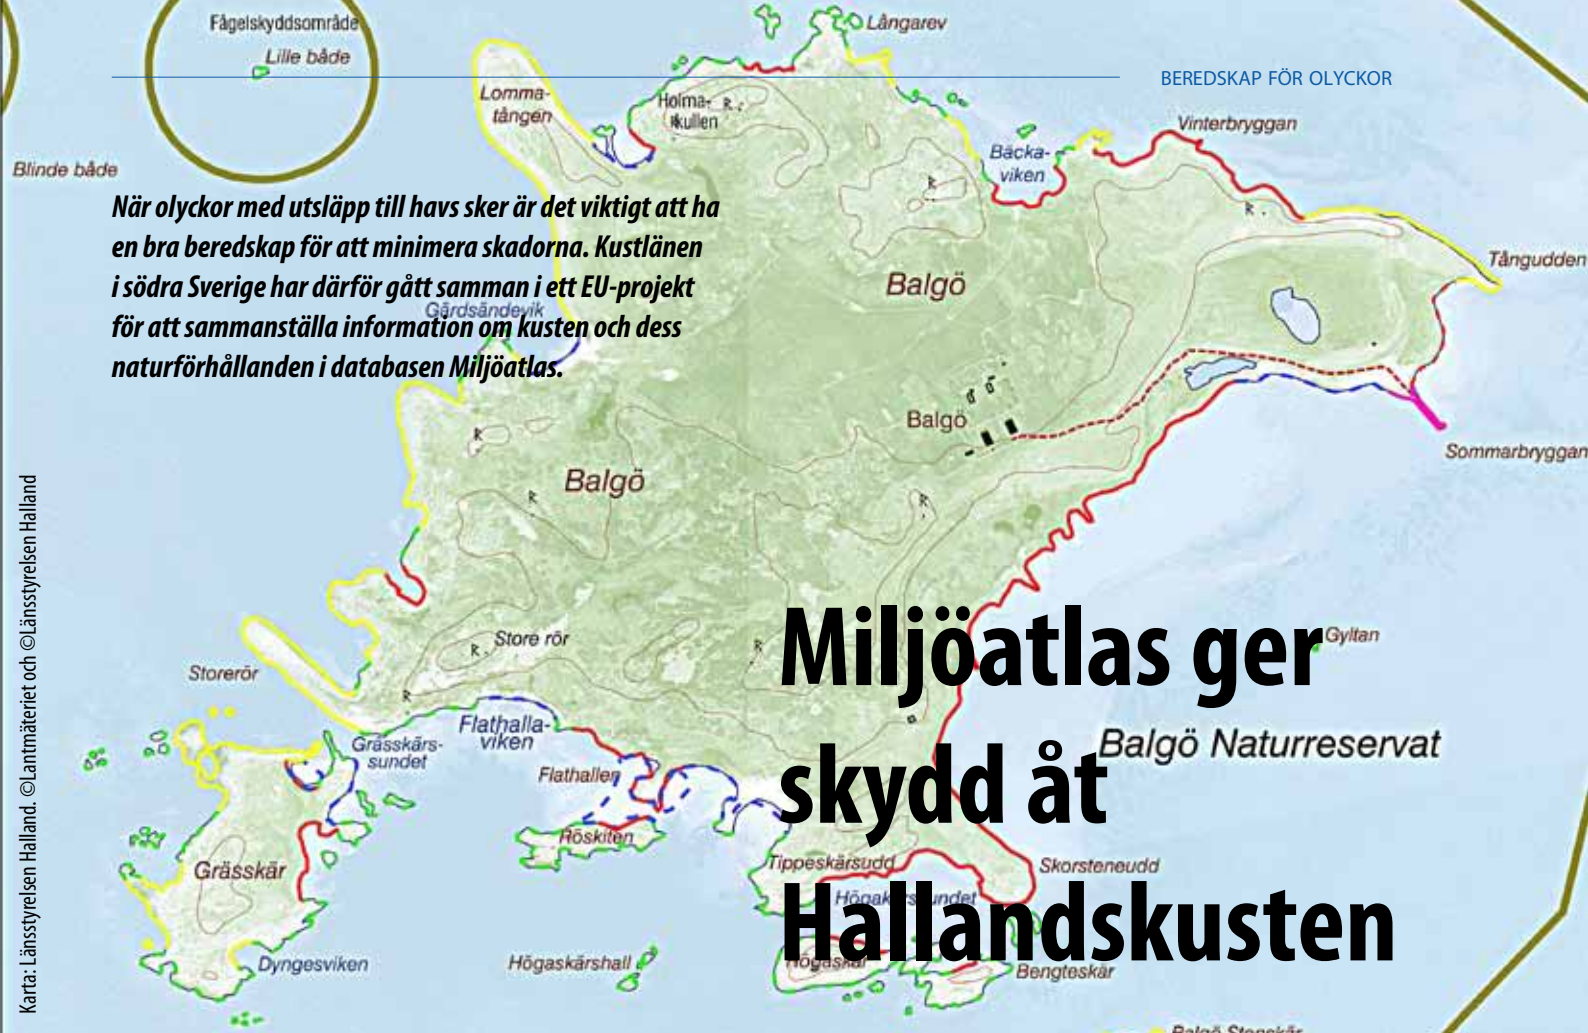 Fågelskyddsområde
Lille både
Långarev
BEREDSKAP FÖR OLYCKOR
Lomma-
tången
Holma-
kullen
R
Vinterbryggan
Bäcka-
viken
Blinde både
R
R
När olyckor med utsläpp till havs sker är det viktigt att ha
en bra beredskap för att minimera skadorna. Kustlänen
i södra Sverige har därför gått samman i ett EU-projekt
för att sammanställa information om kusten och dess
naturförhållanden i databasen Miljöatlas.
Gårdsändevik
Balgö
Tångudden
Balgö
R
Sommarbryggan
Balgö
R
R
Store rör
R
R
Storerör
R
Miljöatlas ger
skydd åt
Hallandskusten
Gyltan
Balgö Naturreservat
Flathalla-
viken
Grässkärs-
sundet
Flathallen
Röskiten
Grässkär
Tippeskärsudd
Skorsteneudd
Dyngesviken
Högaskärshall
Högaskär
Bengteskär
Balgö Stenskär
Karta: Länsstyrelsen Halland. ©Lantmäteriet och ©Länsstyrelsen Halland